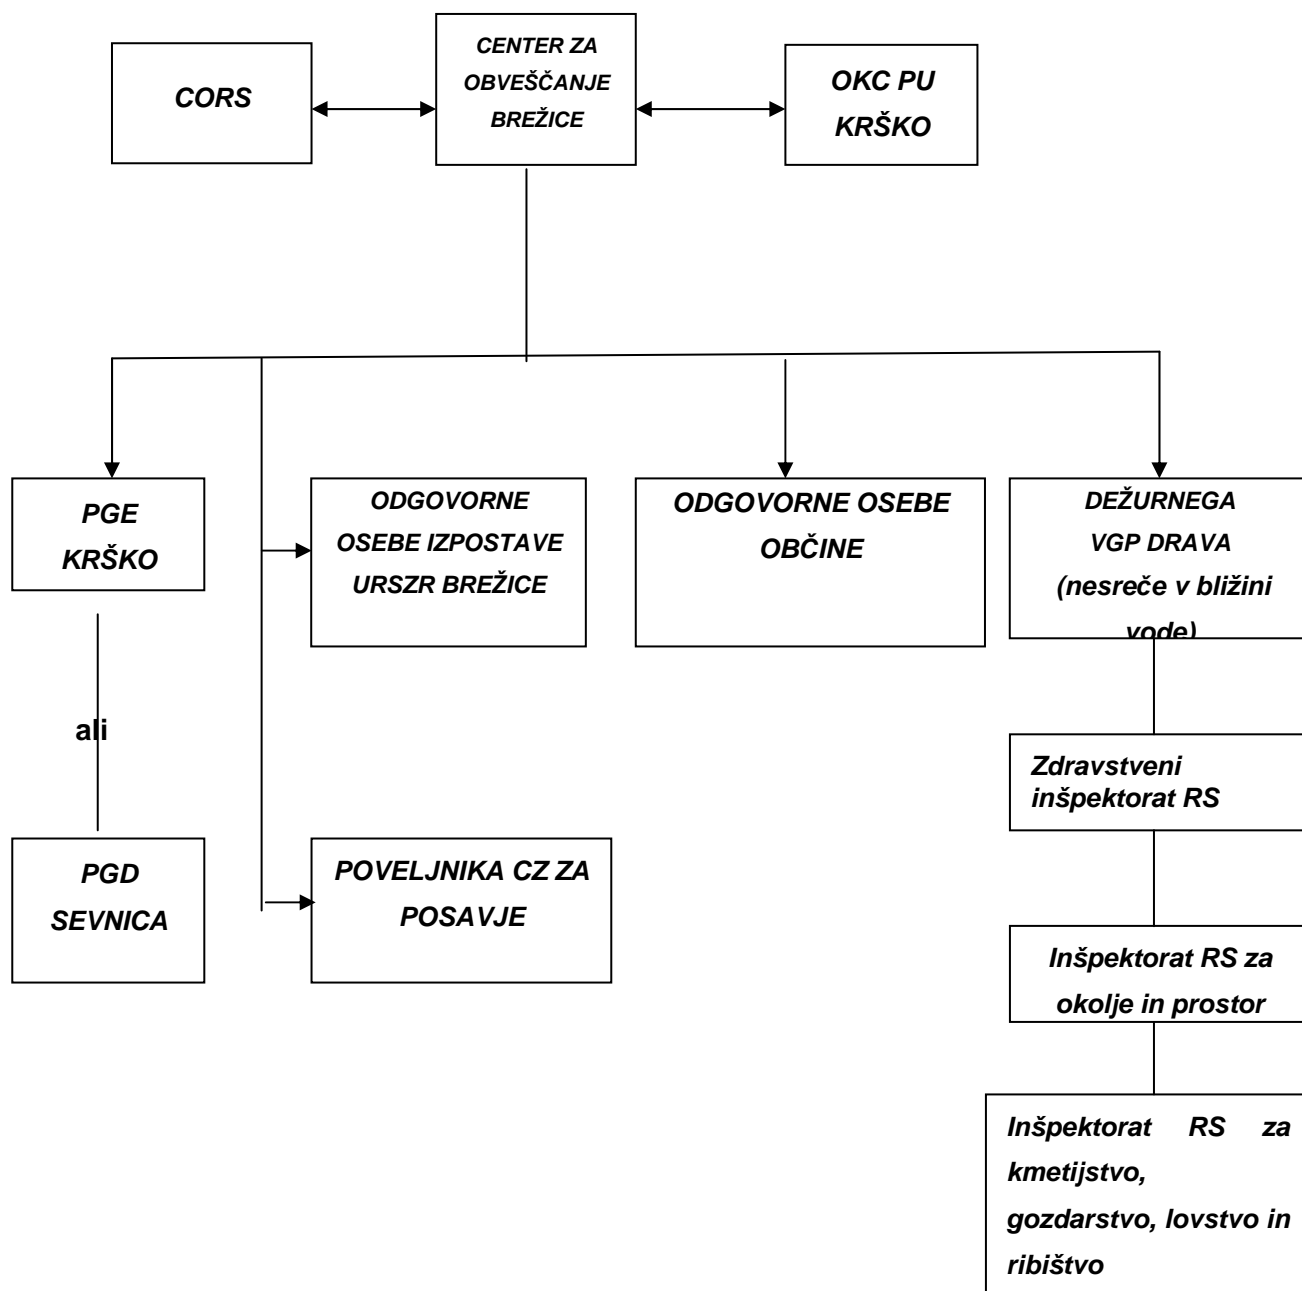 CORS
CENTER ZA
OBVEŠČANJE
BREŽICE
OKC PU
KRŠKO
PGE
KRŠKO
ODGOVORNE
OSEBE IZPOSTAVE
URSZR BREŽICE
ODGOVORNE OSEBE
OBČINE
DEŽURNEGA
VGP DRAVA
(nesreče v bližini
vode)
ali
Zdravstveni
inšpektorat RS
PGD
SEVNICA
POVELJNIKA CZ ZA
POSAVJE
Inšpektorat RS za
okolje in prostor
Inšpektorat RS za
kmetijstvo,
gozdarstvo, lovstvo in
ribištvo